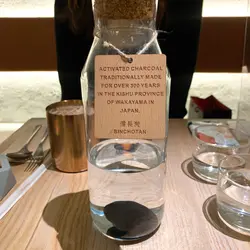 ACTIVATED CHARCOAL
TRADITIONALLY MADE
FOR OVER 300 YEARS
IN THE KISHU PROVINCE
OF WAKAYAMA IN
JAPAN.
備長炭
BINCHOTAN